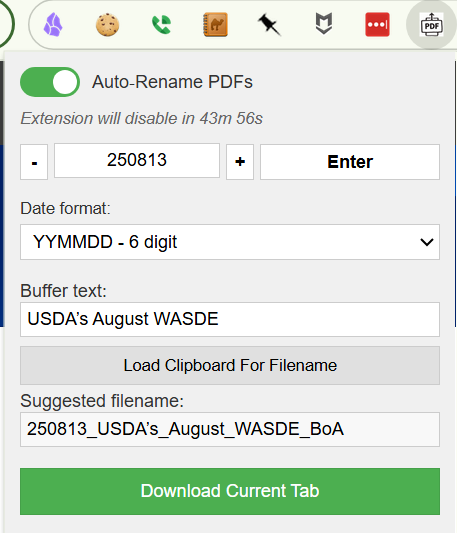 PDF
Auto-Rename PDFs
Extension will disable in 43m 56s
- 250813 + Enter
Date format:
YYMMDD - 6 digit
Buffer text:
USDA’s August WASDE
Load Clipboard For Filename
Suggested filename:
250813_USDA’s_August_WASDE_BoA
Download Current Tab